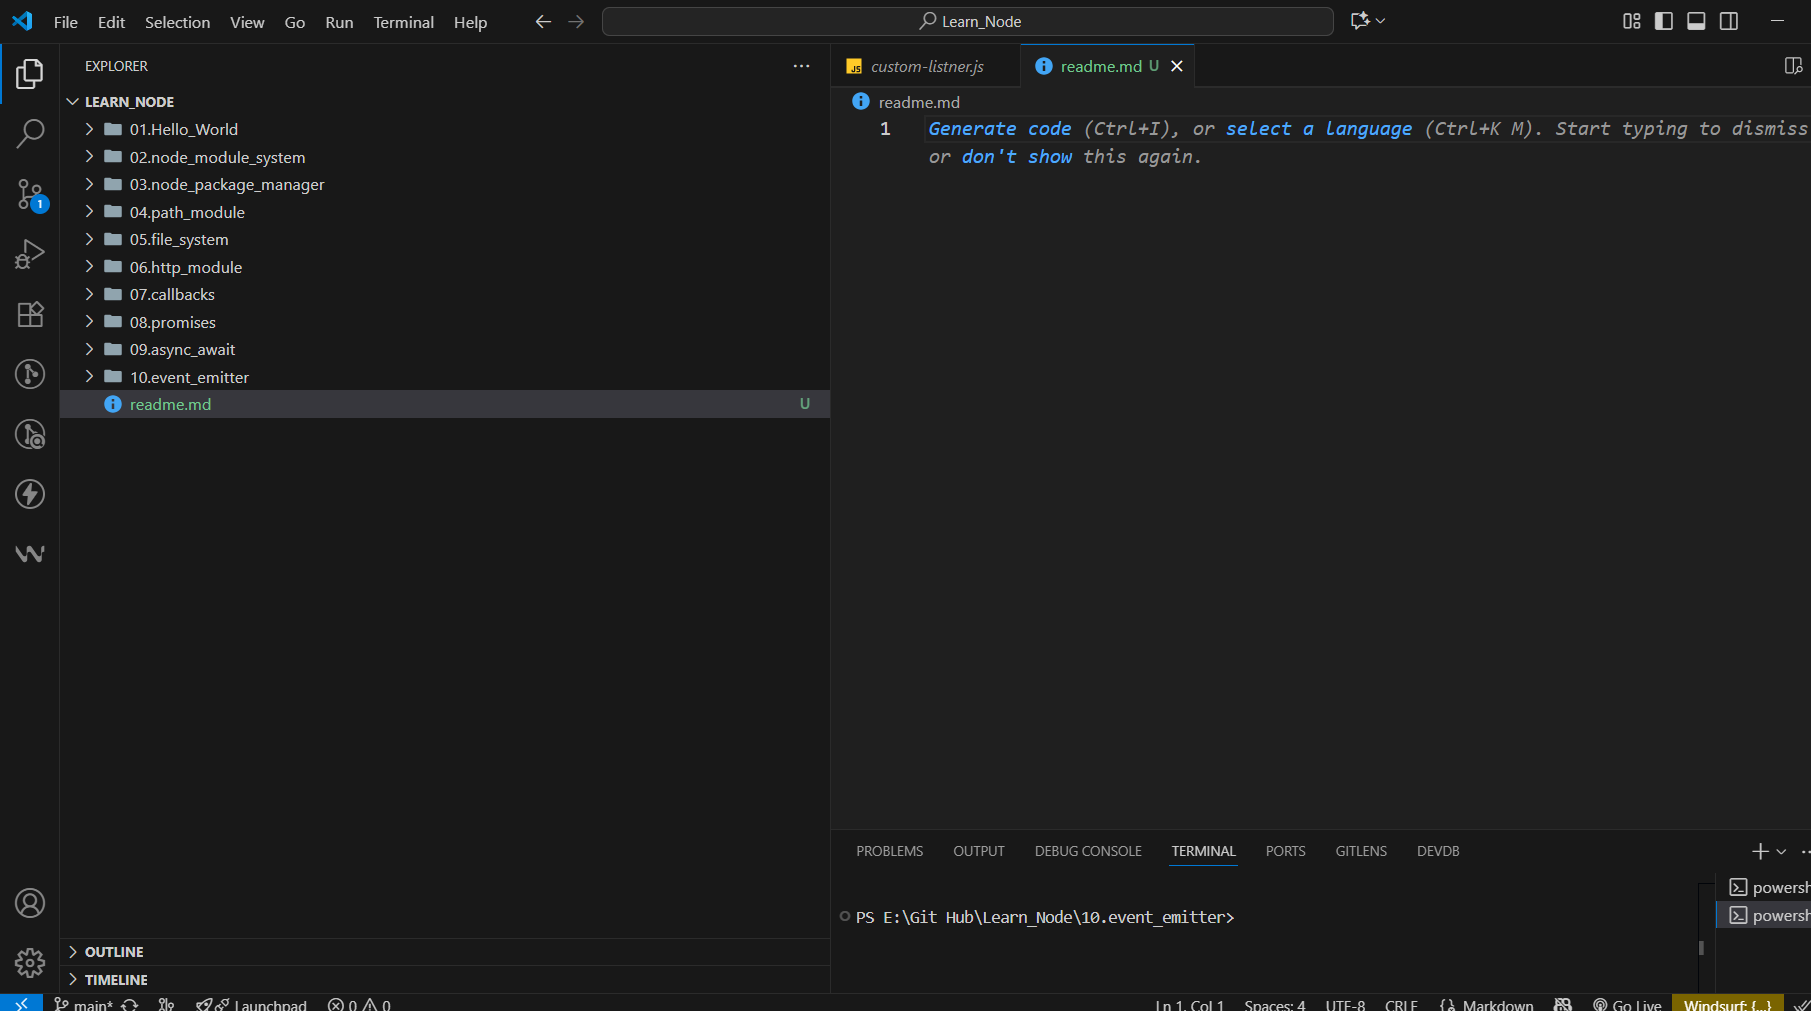 File Edit Selection View Go Run Terminal Help
Learn_Node
EXPLORER
LEARN_NODE
01.Hello_World
02.node_module_system
03.node_package_manager
04.path_module
05.file_system
06.http_module
07.callbacks
08.promises
09.async_await
10.event_emitter
readme.md U
OUTLINE
TIMELINE
JS custom-listner.js
readme.md U
readme.md
1 Generate code (Ctrl+I), or select a language (Ctrl+K M). Start typing to dismiss
or don't show this again.
PROBLEMS OUTPUT DEBUG CONSOLE TERMINAL PORTS GITLENS DEVDB
PS E:\Git Hub\Learn_Node\10.event_emitter>
powersh
powersh
1
main* Launchpad 0 0 Ln 1, Col 1 Spaces: 4 UTF-8 CRLF {} Markdown Go Live Windsurf: {...}